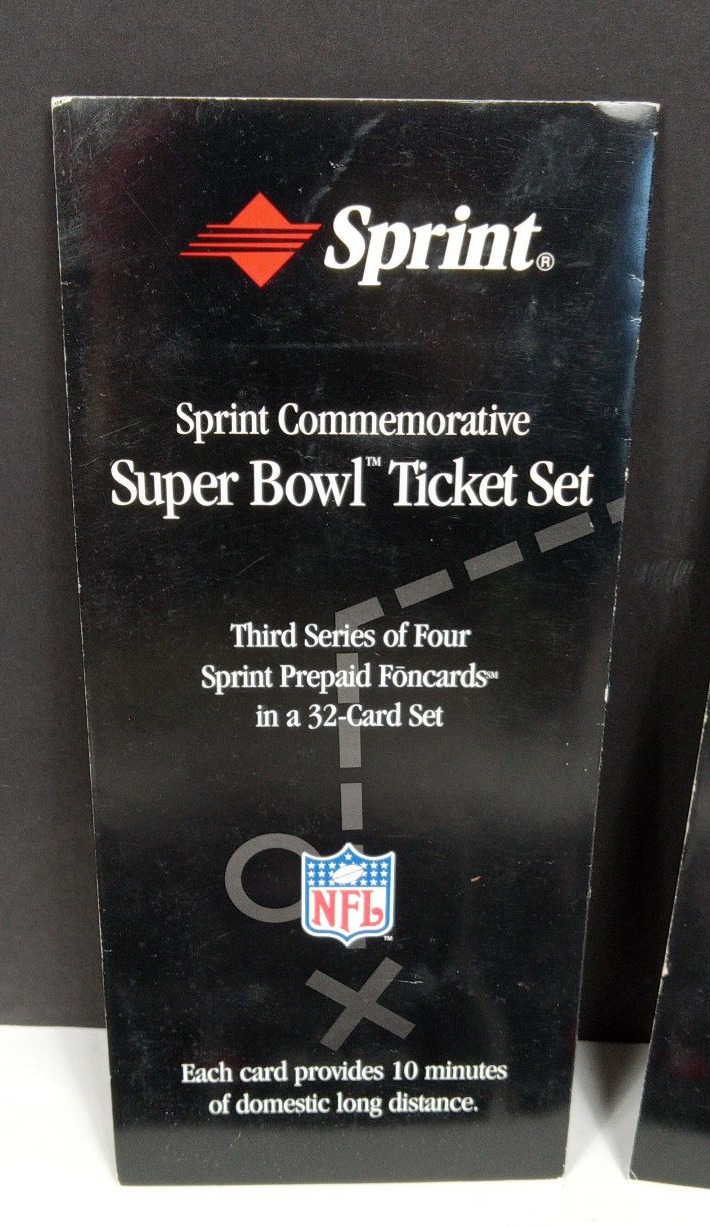 Sprint®
Sprint Commemorative
Super Bowl™ Ticket Set
Third Series of Four
Sprint Prepaid Fōncards℠
in a 32-Card Set
NFL™
Each card provides 10 minutes
of domestic long distance.